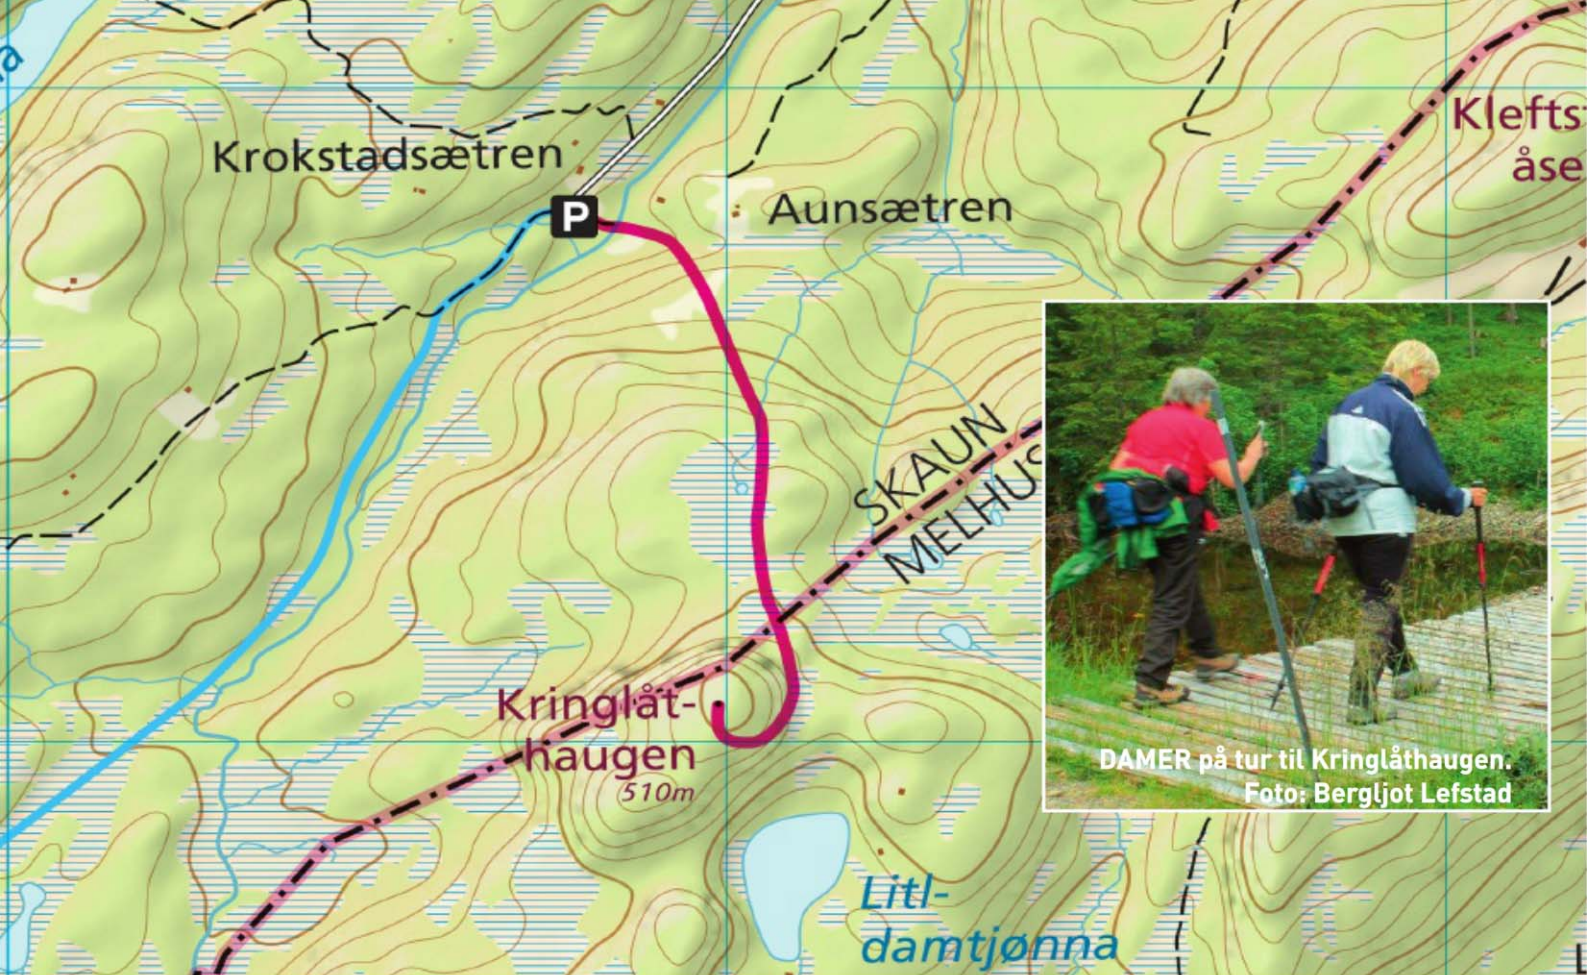 Klefts
åse
Krokstadsætren
P
Aunsætren
SKAUN
MELHUS
Kringlåt-
haugen
510m
DAMER på tur til Kringlåthaugen.
Foto: Bergljot Lefstad
Litl-
damtjønna